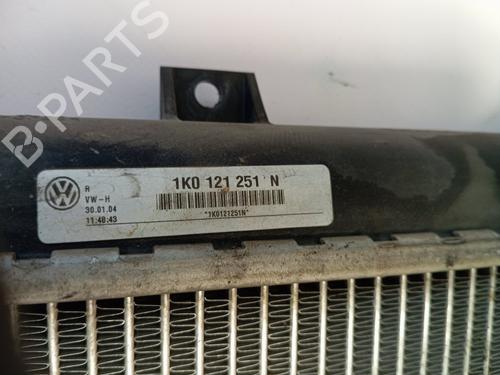 B-PARTS
R
VW-H
30.01.04
11:48:43
1K0 121 251 N
*1K0121251N*